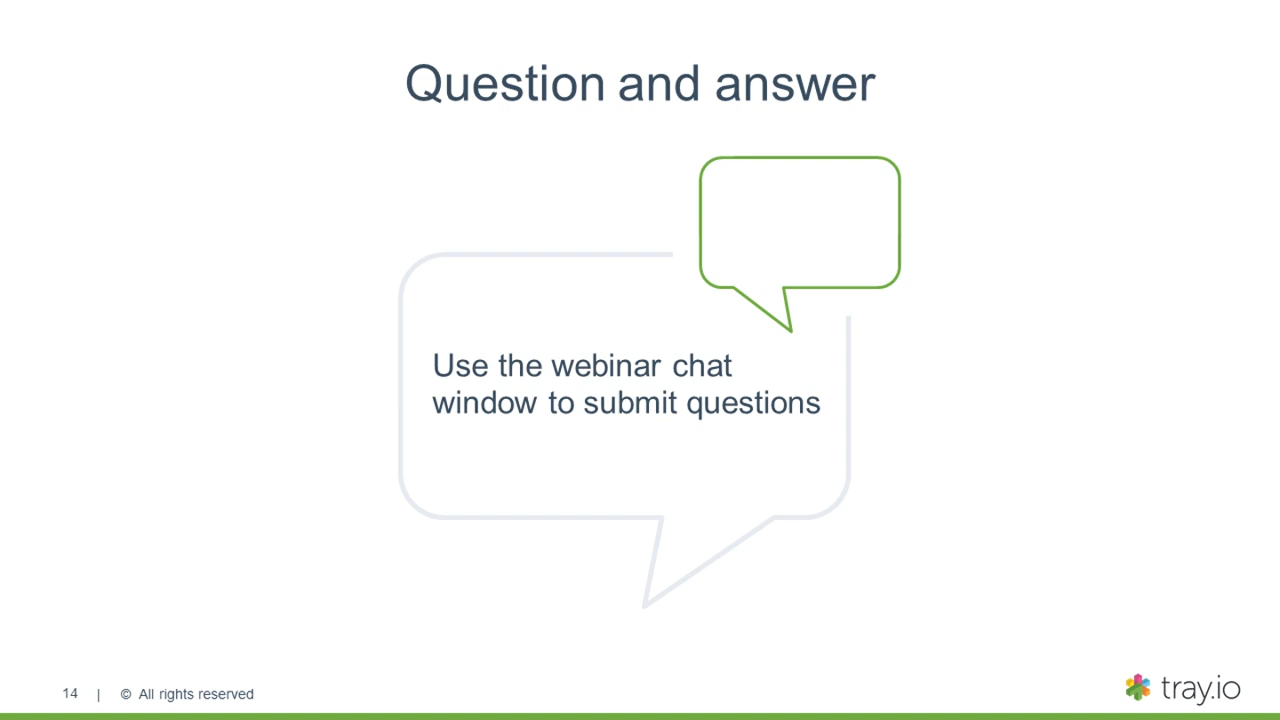 Question and answer
Use the webinar chat
window to submit questions
14 | © All rights reserved
tray.io